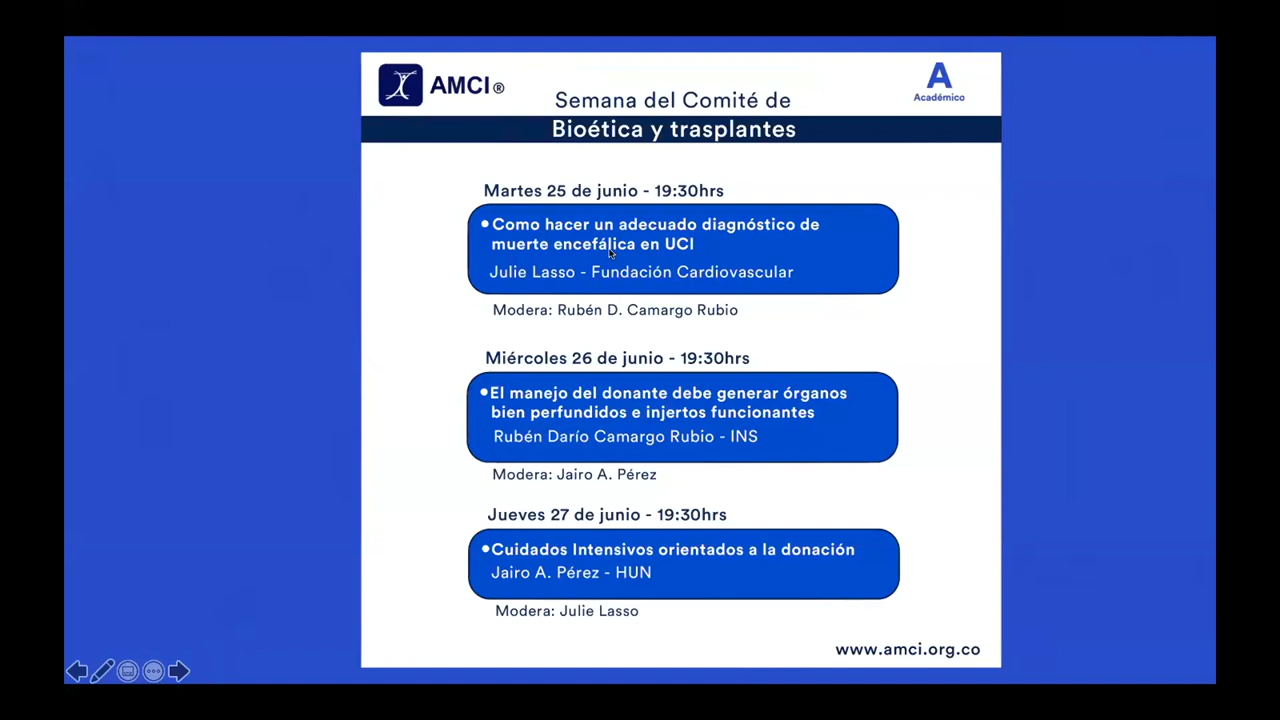 AMCI®
A
Académico
Semana del Comité de
Bioética y trasplantes
Martes 25 de junio - 19:30hrs
•Como hacer un adecuado diagnóstico de
muerte encefálica en UCI
Julie Lasso - Fundación Cardiovascular
Modera: Rubén D. Camargo Rubio
Miércoles 26 de junio - 19:30hrs
•El manejo del donante debe generar órganos
bien perfundidos e injertos funcionantes
Rubén Darío Camargo Rubio - INS
Modera: Jairo A. Pérez
Jueves 27 de junio - 19:30hrs
•Cuidados Intensivos orientados a la donación
Jairo A. Pérez - HUN
Modera: Julie Lasso
www.amci.org.co